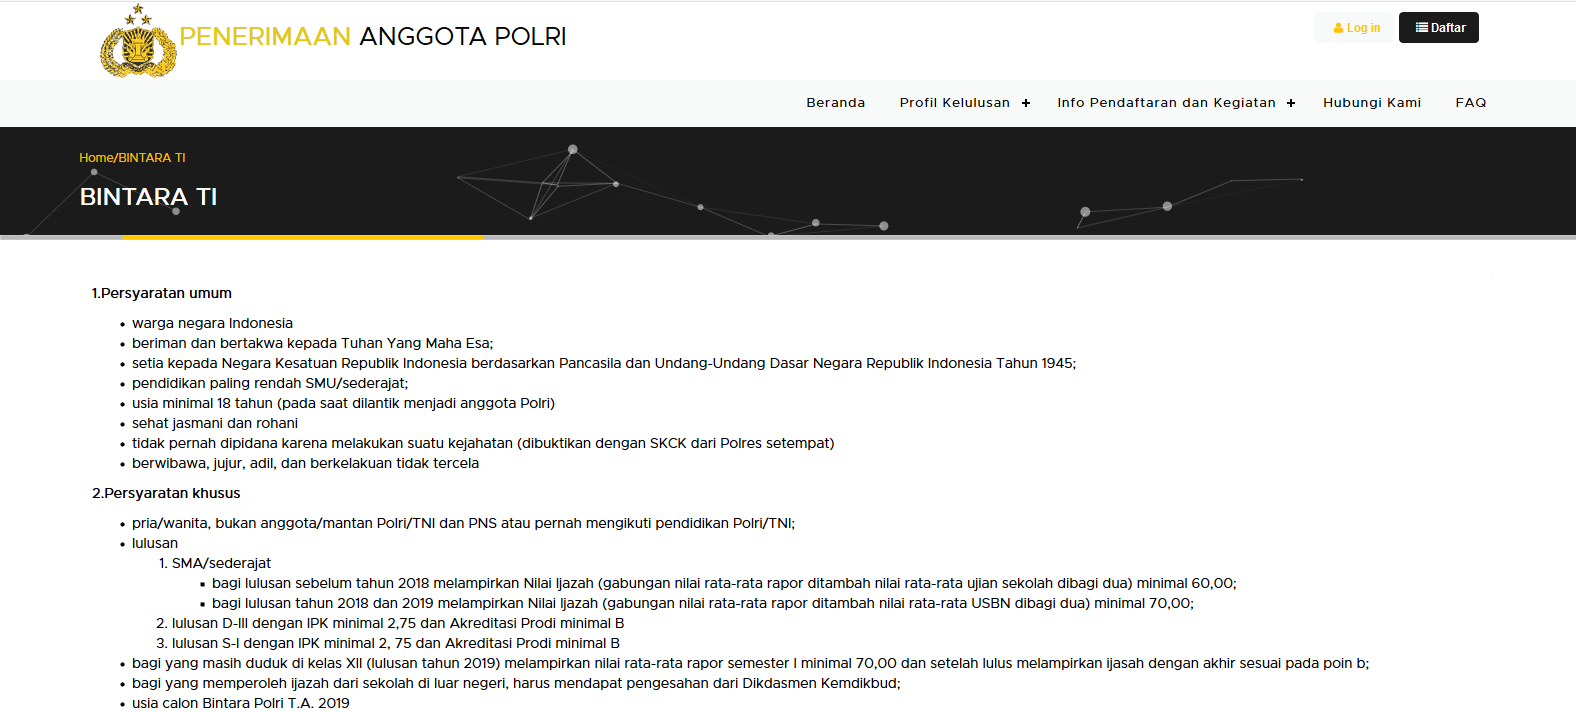 PENERIMAAN ANGGOTA POLRI
Log in
Daftar
Beranda
Profil Kelulusan +
Info Pendaftaran dan Kegiatan +
Hubungi Kami
FAQ
Home/BINTARA TI
BINTARA TI
1.Persyaratan umum
warga negara Indonesia
beriman dan bertakwa kepada Tuhan Yang Maha Esa;
setia kepada Negara Kesatuan Republik Indonesia berdasarkan Pancasila dan Undang-Undang Dasar Negara Republik Indonesia Tahun 1945;
pendidikan paling rendah SMU/sederajat;
usia minimal 18 tahun (pada saat dilantik menjadi anggota Polri)
sehat jasmani dan rohani
tidak pernah dipidana karena melakukan suatu kejahatan (dibuktikan dengan SKCK dari Polres setempat)
berwibawa, jujur, adil, dan berkelakuan tidak tercela
2.Persyaratan khusus
pria/wanita, bukan anggota/mantan Polri/TNI dan PNS atau pernah mengikuti pendidikan Polri/TNI;
lulusan
1. SMA/sederajat
bagi lulusan sebelum tahun 2018 melampirkan Nilai Ijazah (gabungan nilai rata-rata rapor ditambah nilai rata-rata ujian sekolah dibagi dua) minimal 60,00;
bagi lulusan tahun 2018 dan 2019 melampirkan Nilai Ijazah (gabungan nilai rata-rata rapor ditambah nilai rata-rata USBN dibagi dua) minimal 70,00;
2. lulusan D-III dengan IPK minimal 2,75 dan Akreditasi Prodi minimal B
3. lulusan S-I dengan IPK minimal 2, 75 dan Akreditasi Prodi minimal B
bagi yang masih duduk di kelas XII (lulusan tahun 2019) melampirkan nilai rata-rata rapor semester I minimal 70,00 dan setelah lulus melampirkan ijasah dengan akhir sesuai pada poin b;
bagi yang memperoleh ijazah dari sekolah di luar negeri, harus mendapat pengesahan dari Dikdasmen Kemdikbud;
usia calon Bintara Polri T.A. 2019